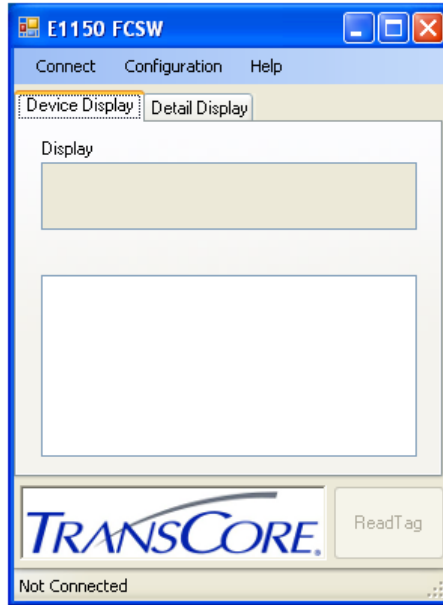 E1150 FCSW
Connect Configuration Help
Device Display Detail Display
Display
TRANSCORE.
ReadTag
Not Connected